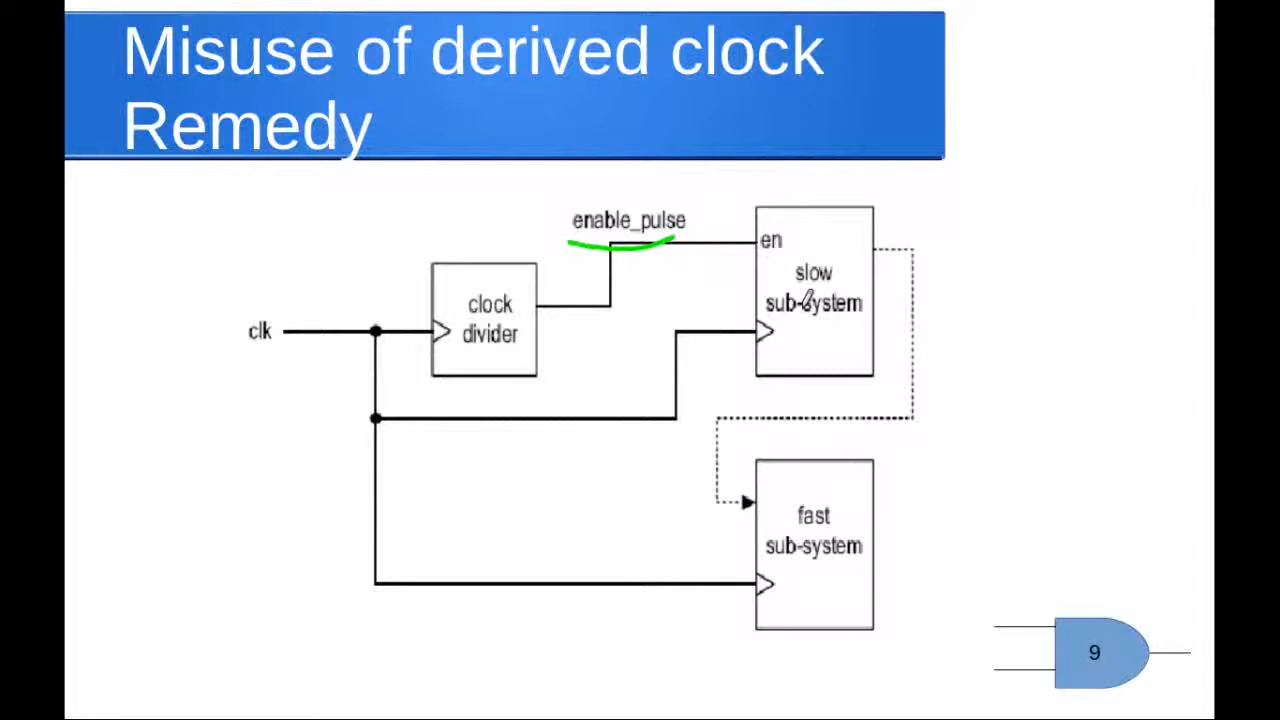 Misuse of derived clock
Remedy
enable_pulse
en
slow
sub-system
clock
divider
clk
fast
sub-system
9